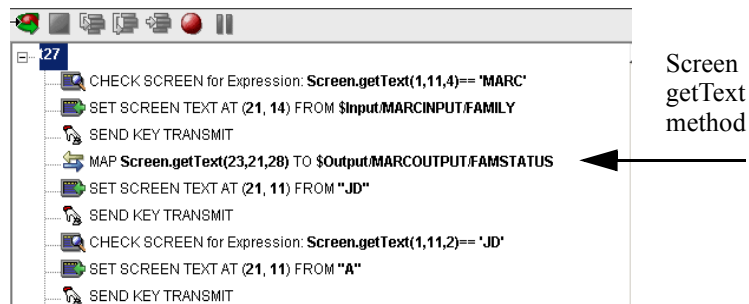 27
CHECK SCREEN for Expression: Screen.getText(1,11,4)== 'MARC'
SET SCREEN TEXT AT (21, 14) FROM $Input/MARCINPUT/FAMILY
SEND KEY TRANSMIT
MAP Screen.getText(23,21,28) TO $Output/MARCOUTPUT/FAMSTATUS
SET SCREEN TEXT AT (21, 11) FROM "JD"
SEND KEY TRANSMIT
CHECK SCREEN for Expression: Screen.getText(1,11,2)== 'JD'
SET SCREEN TEXT AT (21, 11) FROM "A"
SEND KEY TRANSMIT
Screen
getText
method